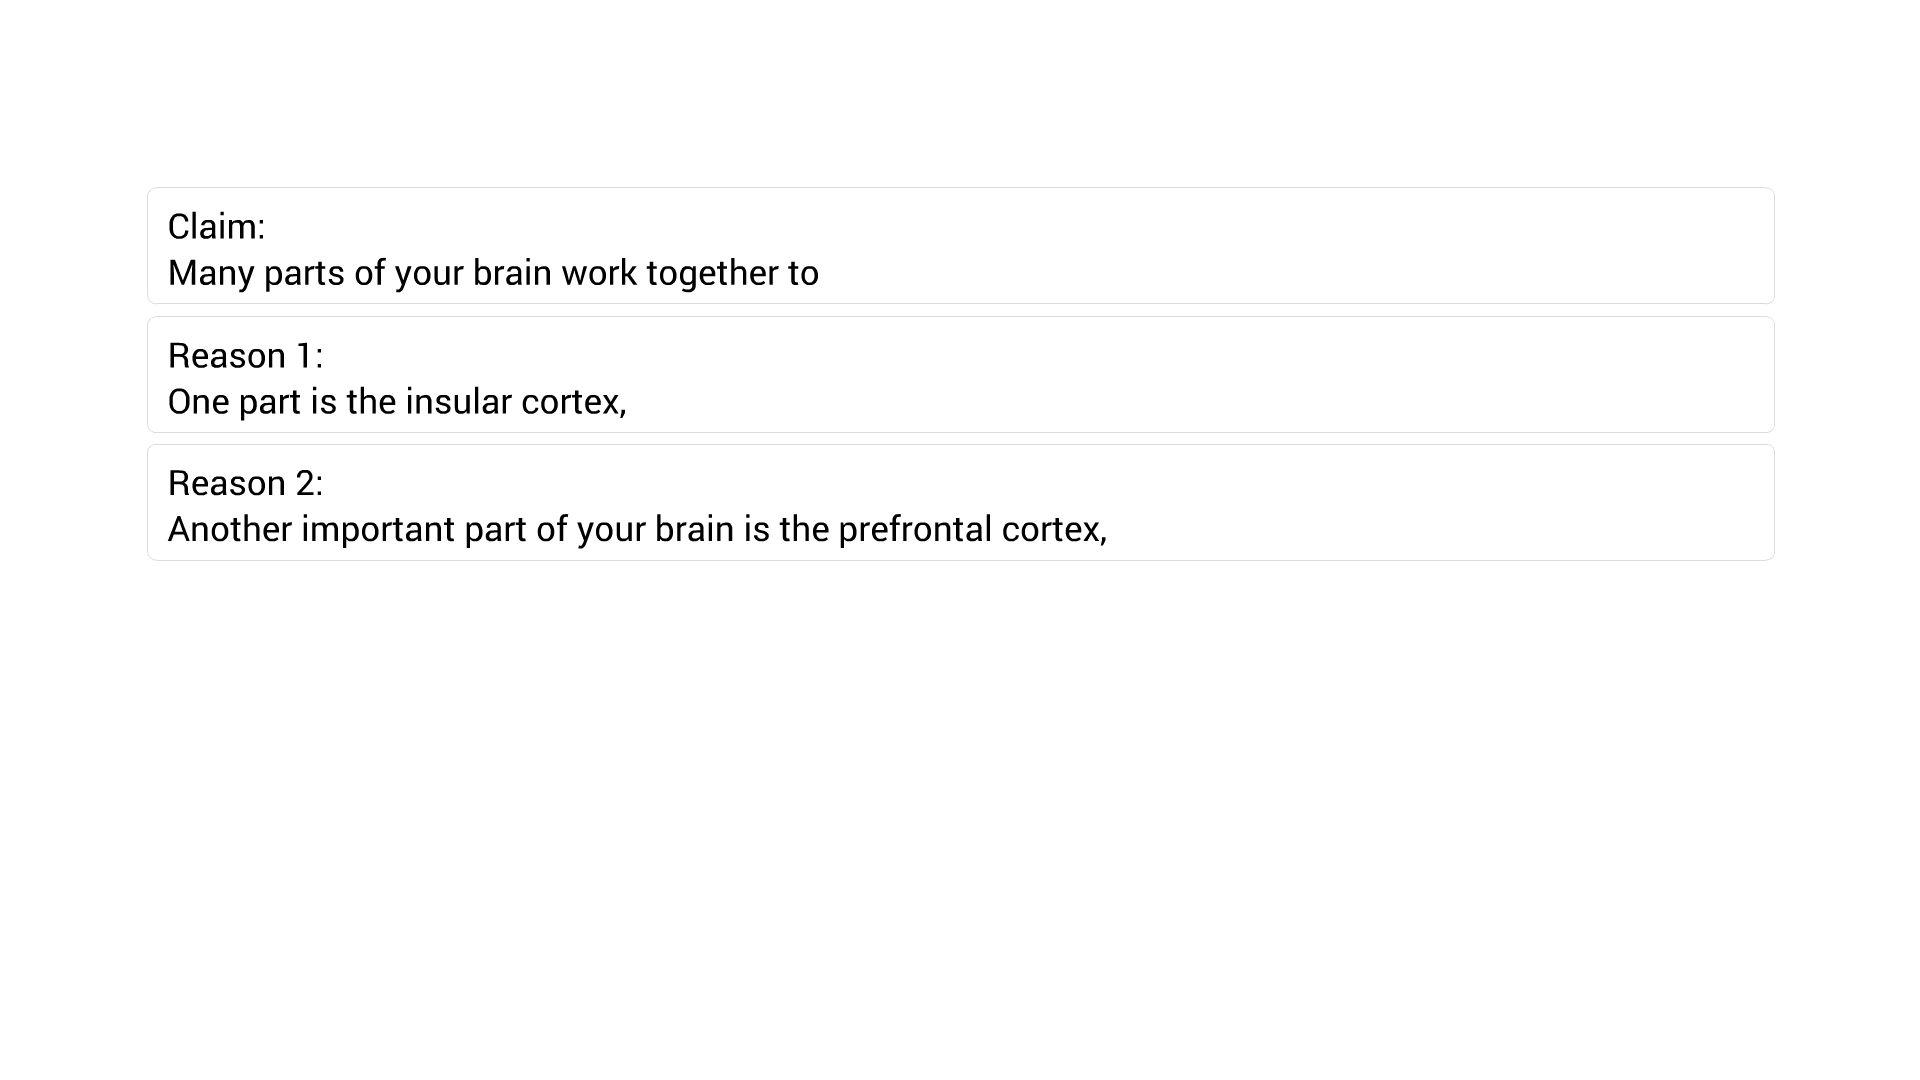 Claim:
Many parts of your brain work together to
Reason 1:
One part is the insular cortex,
Reason 2:
Another important part of your brain is the prefrontal cortex,